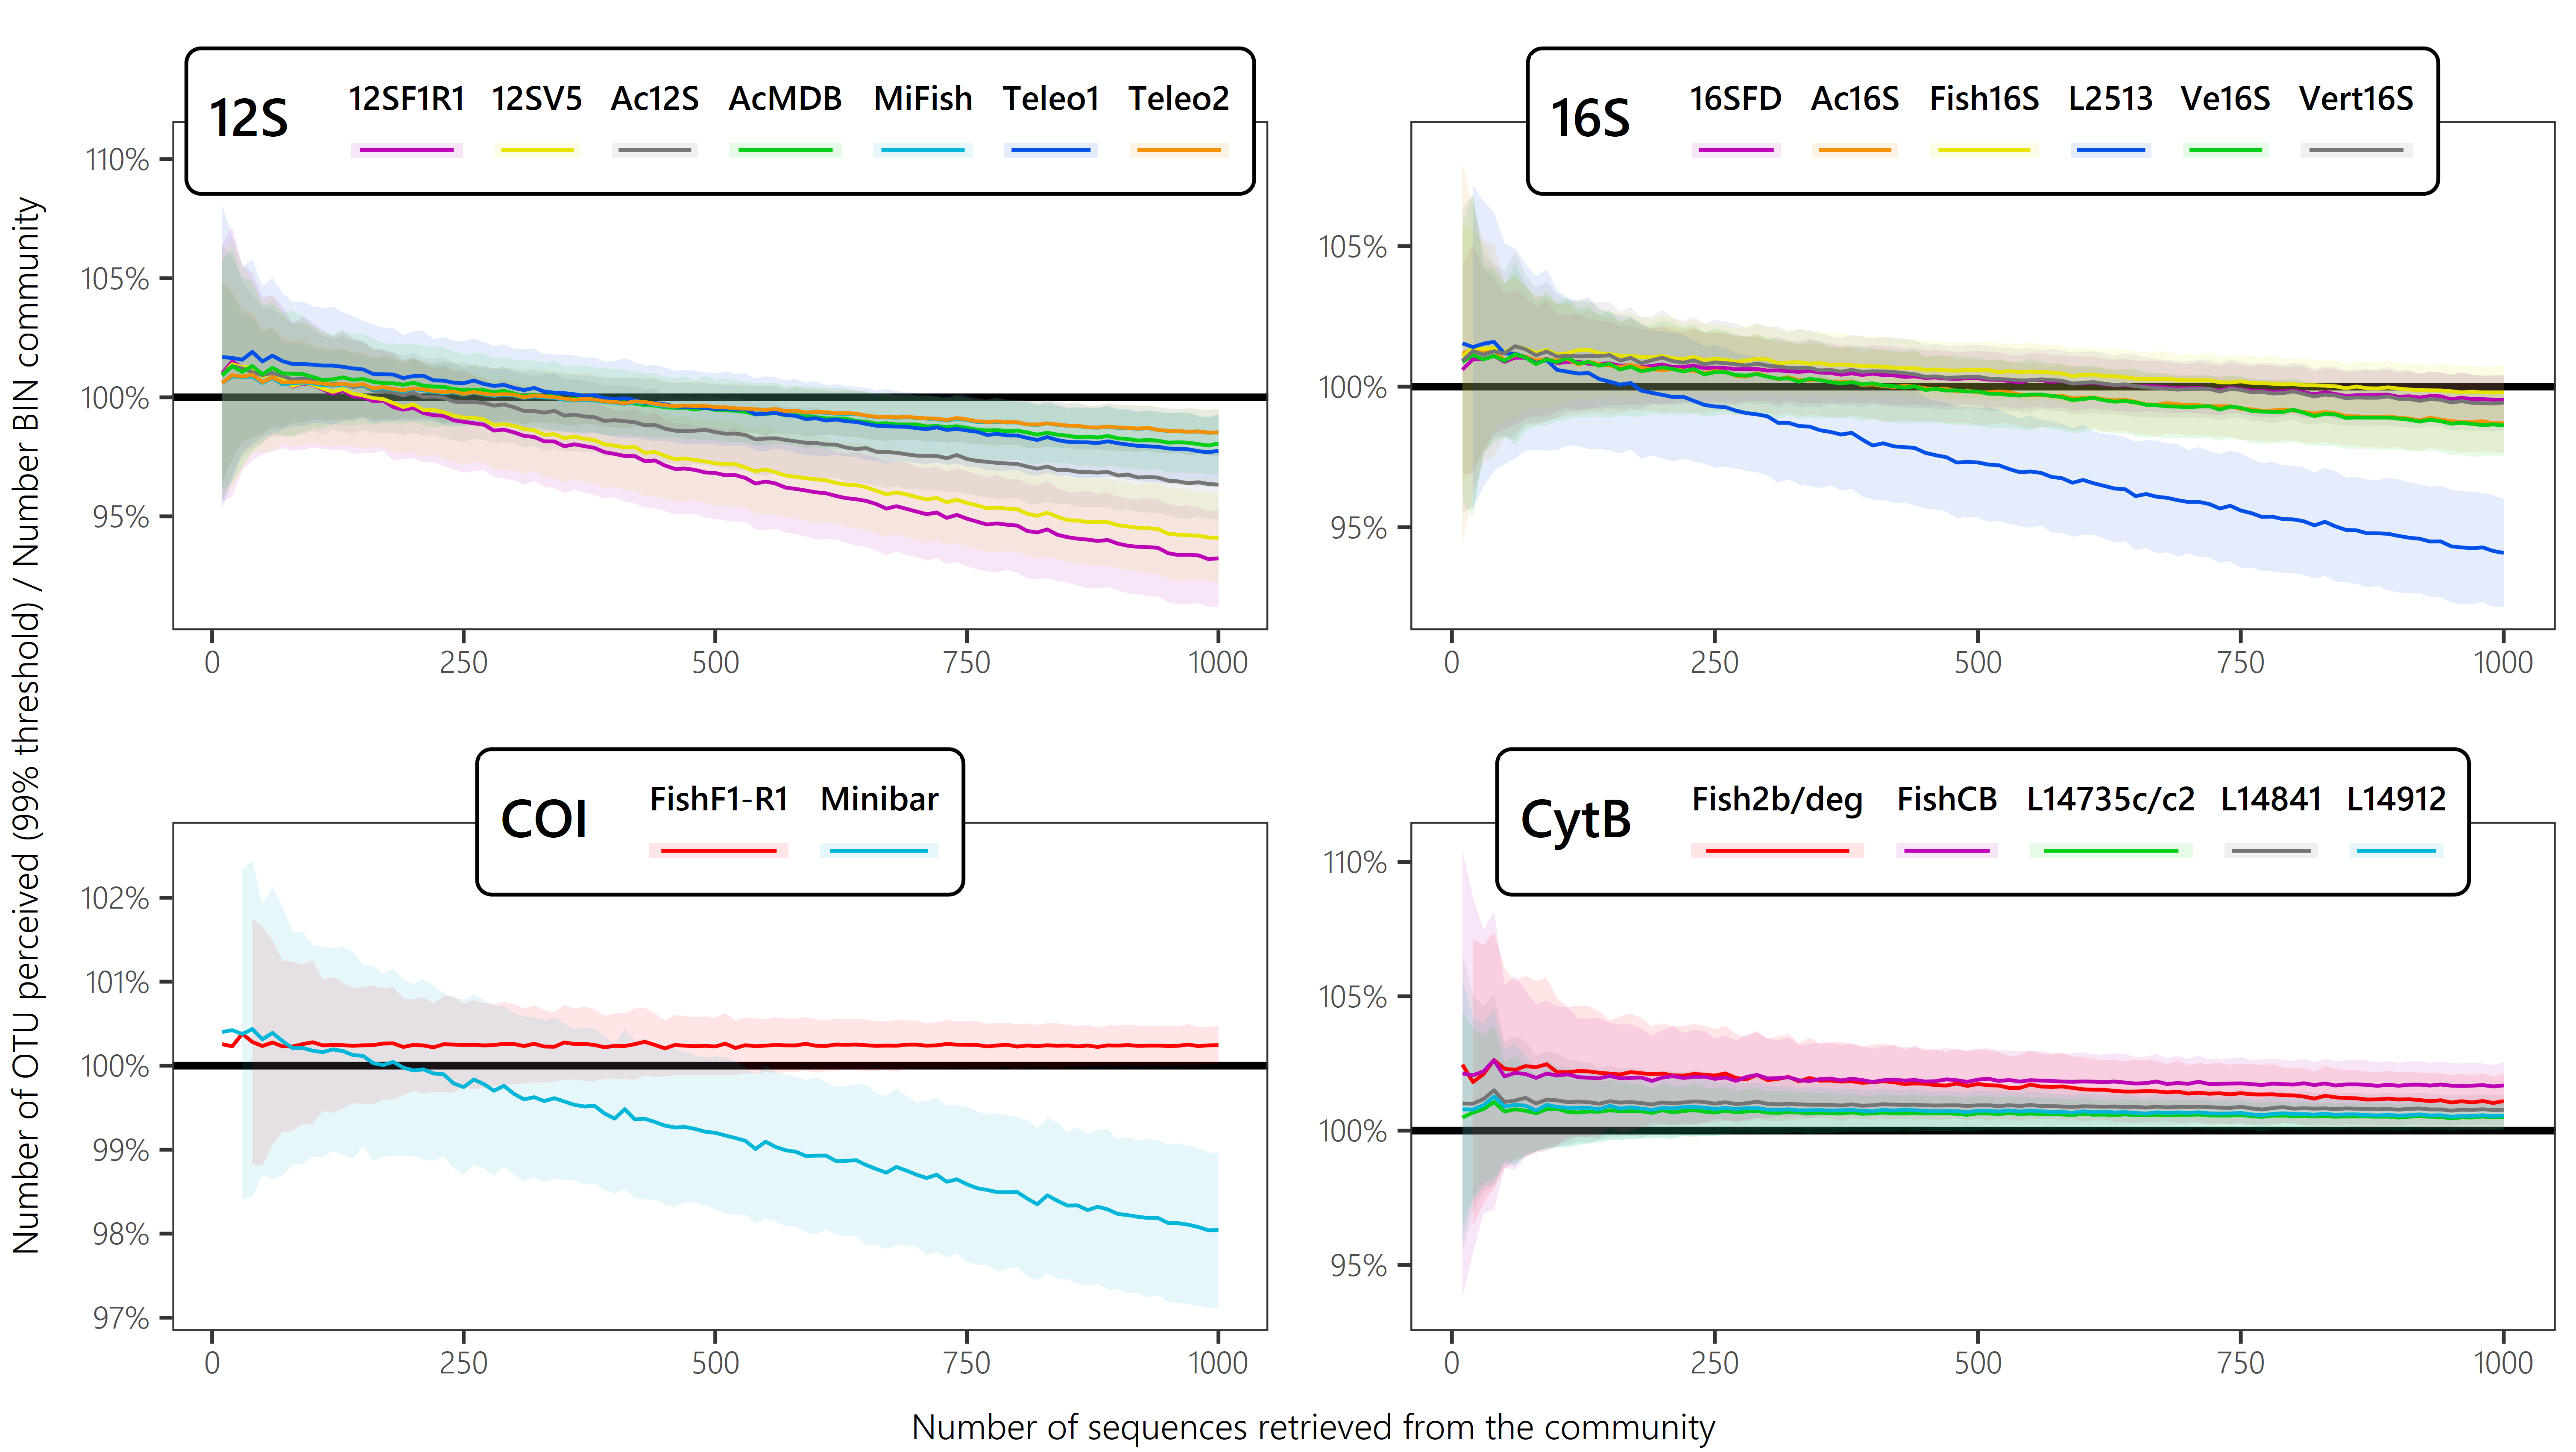 12S 12SF1R1 12SV5 Ac12S AcMDB MiFish Teleo1 Teleo2
110%
105%
100%
95%
0 250 500 750 1000
16S 16SFD Ac16S Fish16S L2513 Ve16S Vert16S
105%
100%
95%
0 250 500 750 1000
COI FishF1-R1 Minibar
102%
101%
100%
99%
98%
97%
0 250 500 750 1000
CytB Fish2b/deg FishCB L14735c/c2 L14841 L14912
110%
105%
100%
95%
0 250 500 750 1000
Number of OTU perceived (99% threshold) / Number BIN community
Number of sequences retrieved from the community